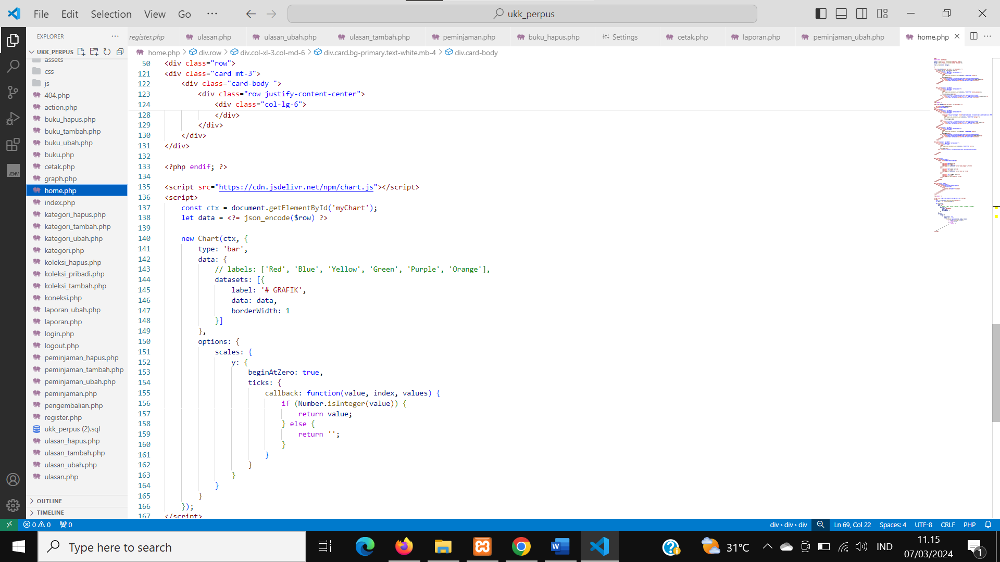 File Edit Selection View Go ··· ukk_perpus
EXPLORER ···
register.php ulasan.php ulasan_ubah.php ulasan_tambah.php peminjaman.php buku_hapus.php Settings cetak.php laporan.php peminjaman_ubah.php home.php
UKK_PERPUS
home.php > div.row > div.col-xl-3.col-md-6 > div.card.bg-primary.text-white.mb-4 > div.card-body
assets
css
js
404.php
action.php
buku_hapus.php
buku_tambah.php
buku_ubah.php
buku.php
cetak.php
graph.php
home.php
index.php
kategori_hapus.php
kategori_tambah.php
kategori_ubah.php
kategori.php
koleksi_hapus.php
koleksi_pribadi.php
koleksi_tambah.php
koneksi.php
laporan_ubah.php
laporan.php
login.php
logout.php
peminjaman_hapus.php
peminjaman_tambah.php
peminjaman_ubah.php
peminjaman.php
pengembalian.php
register.php
ukk_perpus (2).sql
ulasan_hapus.php
ulasan_tambah.php
ulasan_ubah.php
ulasan.php
OUTLINE
TIMELINE
.ENV
50 <div class="row">
121 <div class="card mt-3">
122     <div class="card-body ">
123         <div class="row justify-content-center">
124             <div class="col-lg-6">
128             </div>
129         </div>
130     </div>
131 </div>
132
133 <?php endif; ?>
134
135 <script src="https://cdn.jsdelivr.net/npm/chart.js"></script>
136 <script>
137     const ctx = document.getElementById('myChart');
138     let data = <?= json_encode($row) ?>
139
140     new Chart(ctx, {
141         type: 'bar',
142         data: {
143             // labels: ['Red', 'Blue', 'Yellow', 'Green', 'Purple', 'Orange'],
144             datasets: [{
145                 label: '# GRAFIK',
146                 data: data,
147                 borderWidth: 1
148             }]
149         },
150         options: {
151             scales: {
152                 y: {
153                     beginAtZero: true,
154                     ticks: {
155                         callback: function(value, index, values) {
156                             if (Number.isInteger(value)) {
157                                 return value;
158                             } else {
159                                 return '';
160                             }
161                         }
162                     }
163                 }
164             }
165         }
166     });
167 </script>
0 0 0 div › div › div Ln 69, Col 22 Spaces: 4 UTF-8 CRLF PHP
Type here to search 31°C IND 11.15
07/03/2024 1